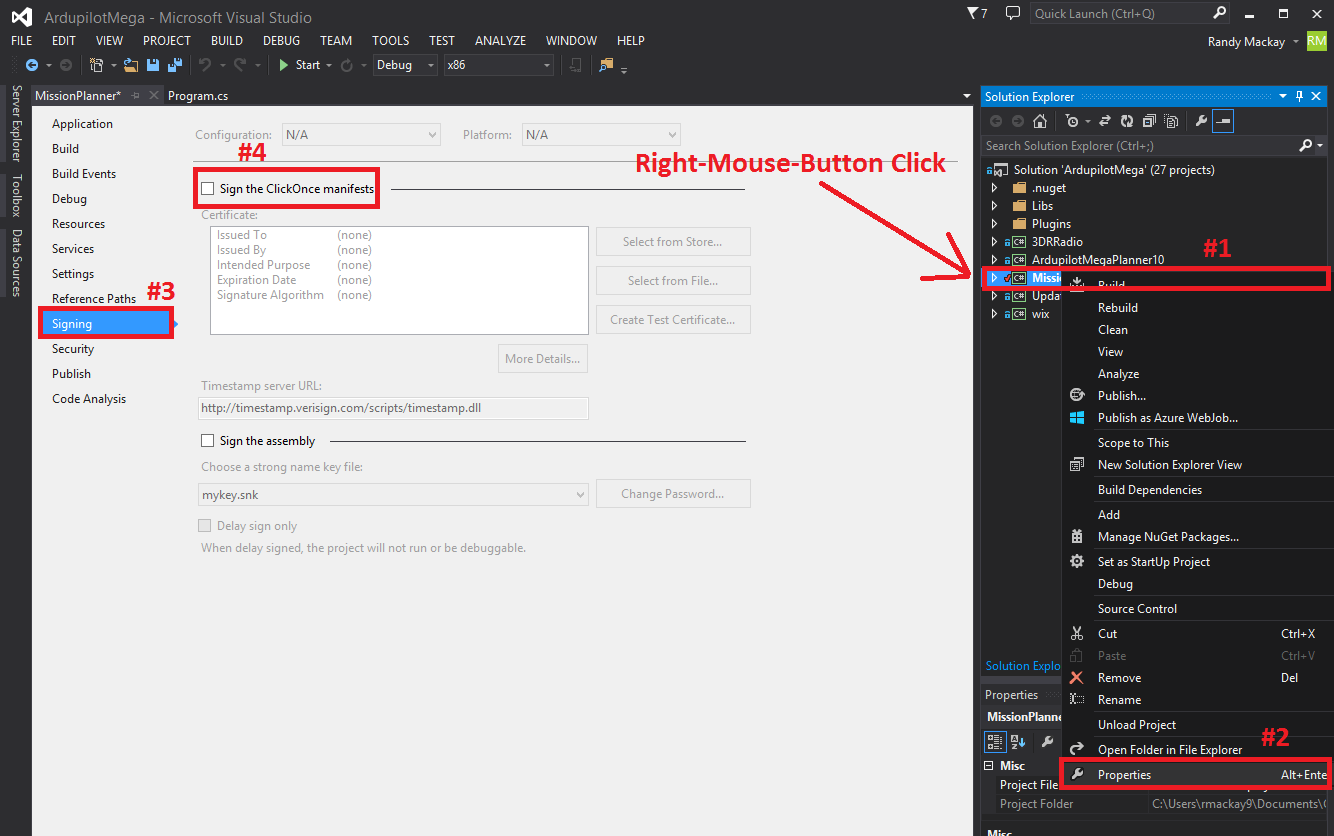 ArdupilotMega - Microsoft Visual Studio
7
Quick Launch (Ctrl+Q)
FILE EDIT VIEW PROJECT BUILD DEBUG TEAM TOOLS TEST ANALYZE WINDOW HELP
Randy Mackay
RM
Start
Debug
x86
Server Explorer
Toolbox
Data Sources
MissionPlanner*
Program.cs
Application
Build
Build Events
Debug
Resources
Services
Settings
Reference Paths
#3
Signing
Security
Publish
Code Analysis
Configuration: N/A
Platform: N/A
#4
Sign the ClickOnce manifests
Certificate:
Issued To (none)
Issued By (none)
Intended Purpose (none)
Expiration Date (none)
Signature Algorithm (none)
Select from Store...
Select from File...
Create Test Certificate...
More Details...
Timestamp server URL:
http://timestamp.verisign.com/scripts/timestamp.dll
Sign the assembly
Choose a strong name key file:
mykey.snk
Change Password...
Delay sign only
When delay signed, the project will not run or be debuggable.
Right-Mouse-Button Click
Solution Explorer
Search Solution Explorer (Ctrl+;)
Solution 'ArdupilotMega' (27 projects)
.nuget
Libs
Plugins
C# 3DRRadio
#1
C# ArdupilotMegaPlanner10
C# Missi
C# Upda
C# wix
Build
Rebuild
Clean
View
Analyze
Publish...
Publish as Azure WebJob...
Scope to This
New Solution Explorer View
Build Dependencies
Add
Manage NuGet Packages...
Set as StartUp Project
Debug
Source Control
Cut Ctrl+X
Paste Ctrl+V
Remove Del
Rename
Unload Project
Open Folder in File Explorer
#2
Properties Alt+Ente
Solution Explo
Properties
MissionPlanne
Misc
Project File
Project Folder C:\Users\rmackay9\Documents\
Misc